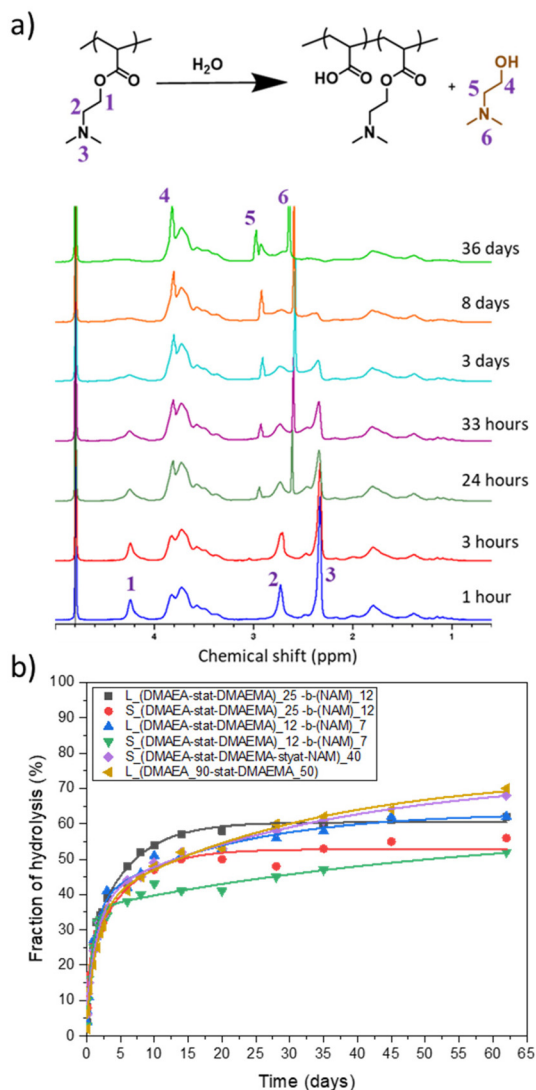 a)
H₂O
HO
O
O
O
O
+
OH
2
1
5
4
N
N
N
3
6
4
5
6
36 days
8 days
3 days
33 hours
24 hours
3 hours
1
2
3
1 hour
4 3 2 1
Chemical shift (ppm)
b)
100
90
80
70
60
50
40
30
20
10
0
L_(DMAEA-stat-DMAEMA)_25 -b-(NAM)_12
S_(DMAEA-stat-DMAEMA)_25 -b-(NAM)_12
L_(DMAEA-stat-DMAEMA)_12 -b-(NAM)_7
S_(DMAEA-stat-DMAEMA)_12 -b-(NAM)_7
S_(DMAEA-stat-DMAEMA-styat-NAM)_40
L_(DMAEA_90-stat-DMAEMA_50)
Fraction of hydrolysis (%)
0 5 10 15 20 25 30 35 40 45 50 55 60 65
Time (days)